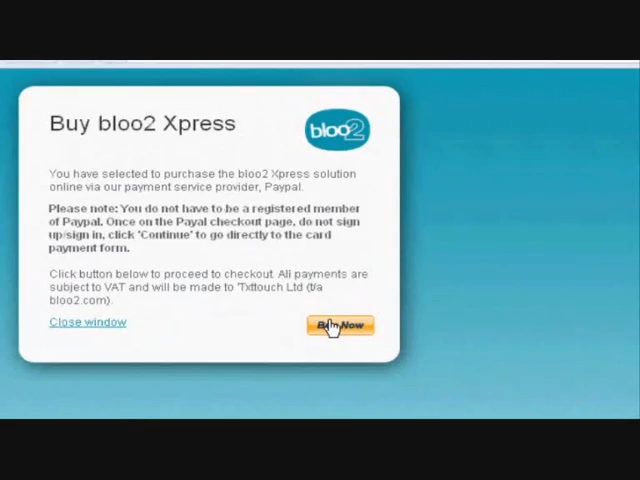 Buy bloo2 Xpress
bloo2
You have selected to purchase the bloo2 Xpress solution
online via our payment service provider, Paypal.
Please note: You do not have to be a registered member
of Paypal. Once on the Payal checkout page, do not sign
up/sign in, click 'Continue' to go directly to the card
payment form.
Click button below to proceed to checkout. All payments are
subject to VAT and will be made to 'Txttouch Ltd (t/a
bloo2.com).
Close window
Buy Now